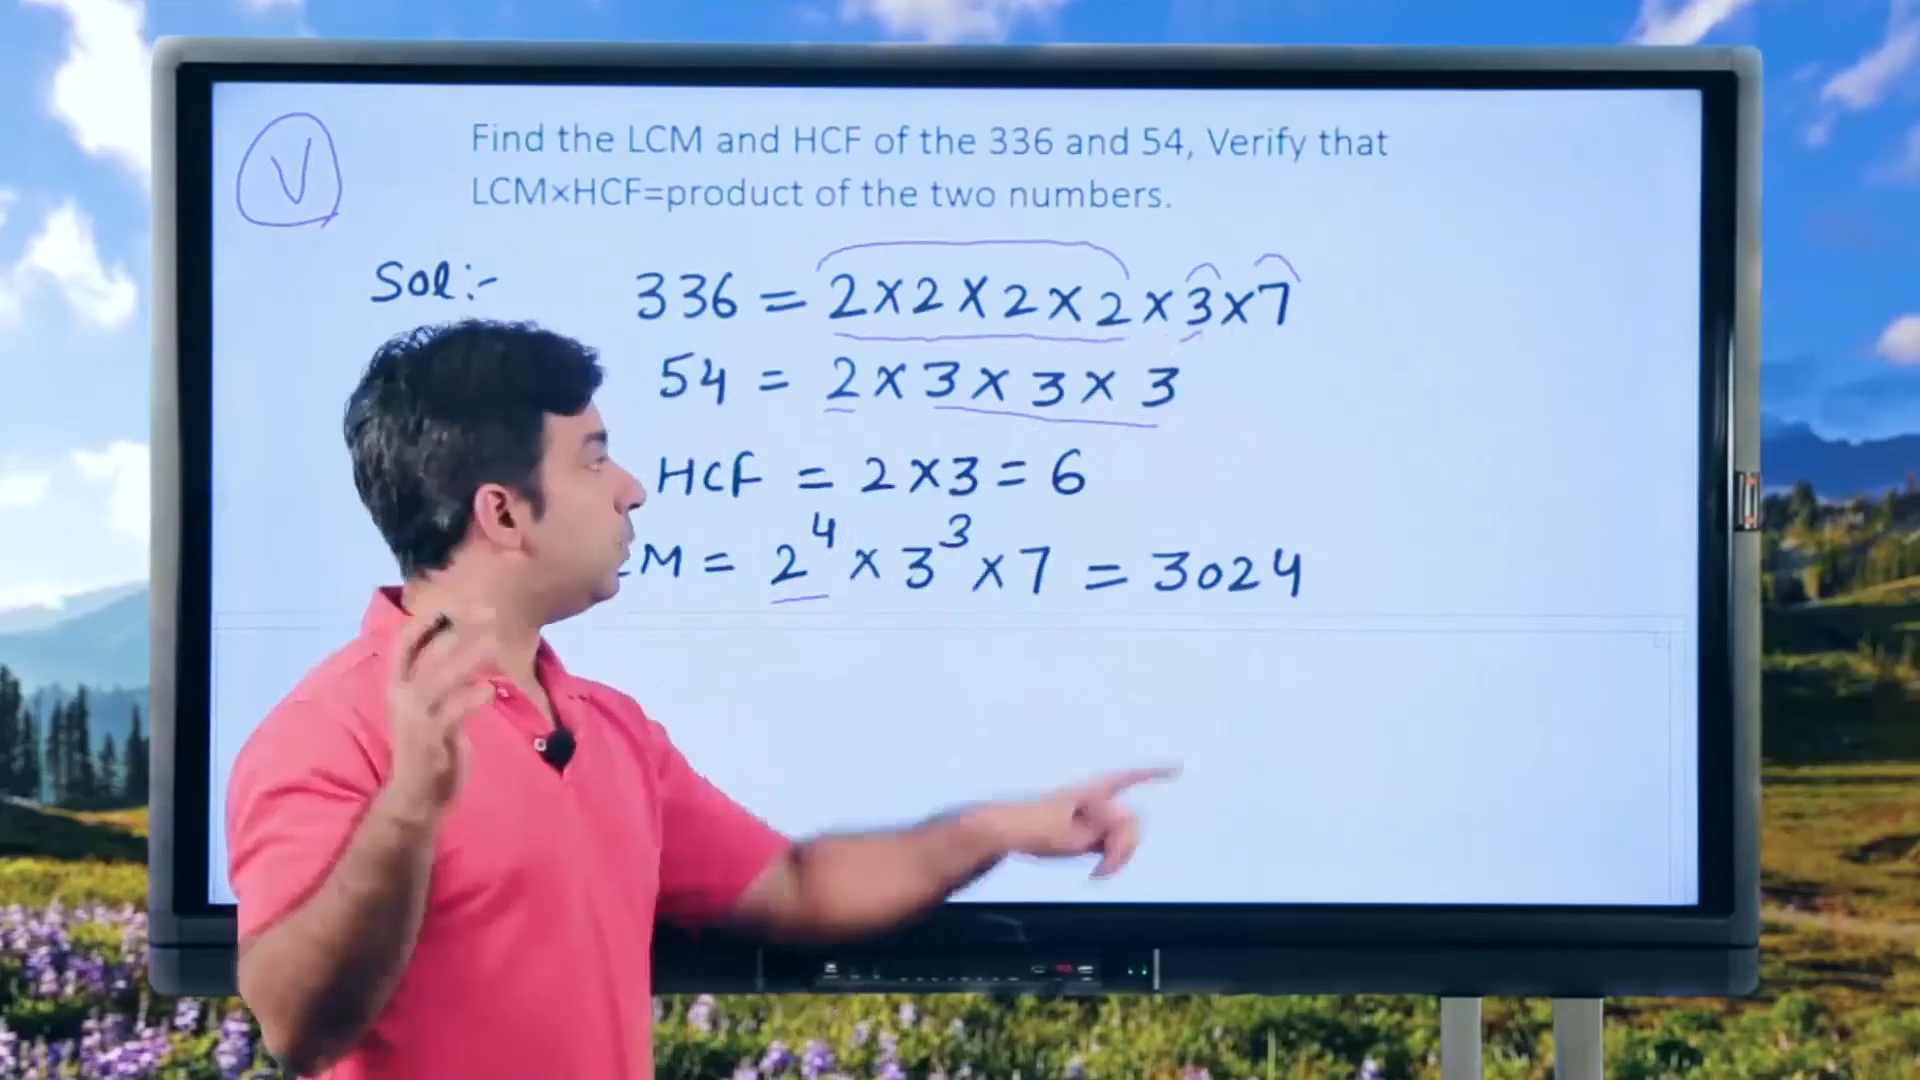 V
Find the LCM and HCF of the 336 and 54, Verify that
LCM×HCF=product of the two numbers.
Sol:-
336 = 2×2×2×2×3×7
54 = 2×3×3×3
HCF = 2×3=6
M = 2⁴×3³×7 = 3024